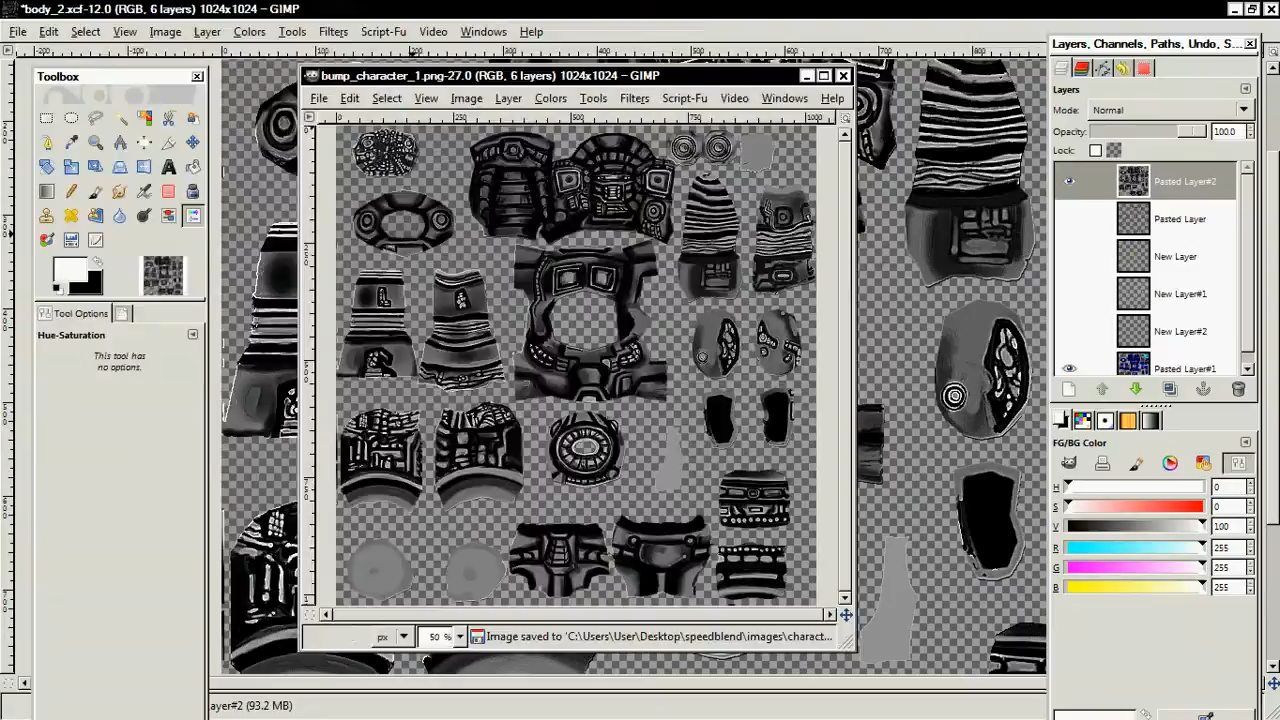 *body_2.xcf-12.0 (RGB, 6 layers) 1024x1024 – GIMP
File Edit Select View Image Layer Colors Tools Filters Script-Fu Video Windows Help
Toolbox
Tool Options
Hue-Saturation
This tool has
no options.
bump_character_1.png-27.0 (RGB, 6 layers) 1024x1024 – GIMP
File Edit Select View Image Layer Colors Tools Filters Script-Fu Video Windows Help
0 250 500 750 1000
px 50 % Image saved to 'C:\Users\User\Desktop\speedblend\images\charact...
ayer#2 (93.2 MB)
Layers, Channels, Paths, Undo, S...
Layers
Mode: Normal
Opacity: 100.0
Lock:
Pasted Layer#2
Pasted Layer
New Layer
New Layer#1
New Layer#2
Pasted Layer#1
FG/BG Color
H 0
S 0
V 100
R 255
G 255
B 255